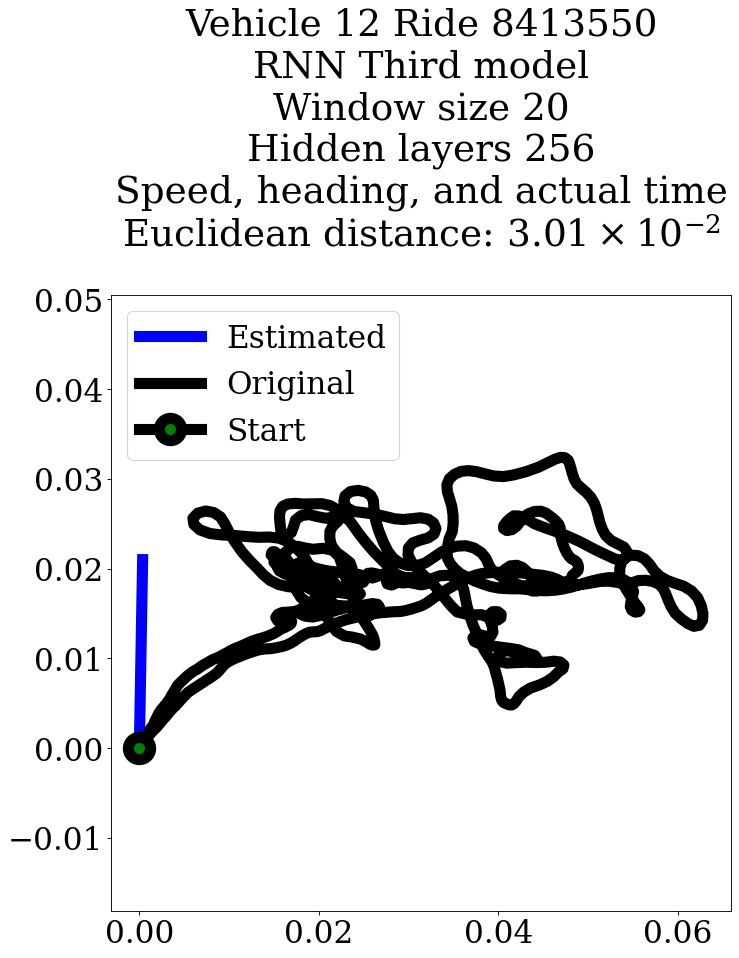 Vehicle 12 Ride 8413550
RNN Third model
Window size 20
Hidden layers 256
Speed, heading, and actual time
Euclidean distance: 3.01 × 10⁻²
0.05
Estimated
Original
Start
0.04
0.03
0.02
0.01
0.00
−0.01
0.00 0.02 0.04 0.06